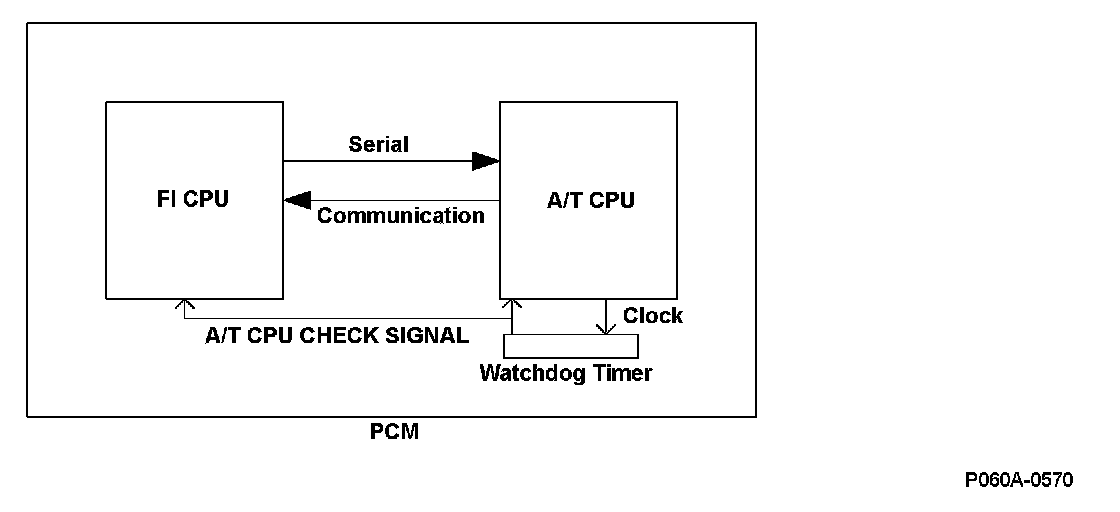 Serial
FI CPU
A/T CPU
Communication
Clock
A/T CPU CHECK SIGNAL
Watchdog Timer
PCM
P060A-0570